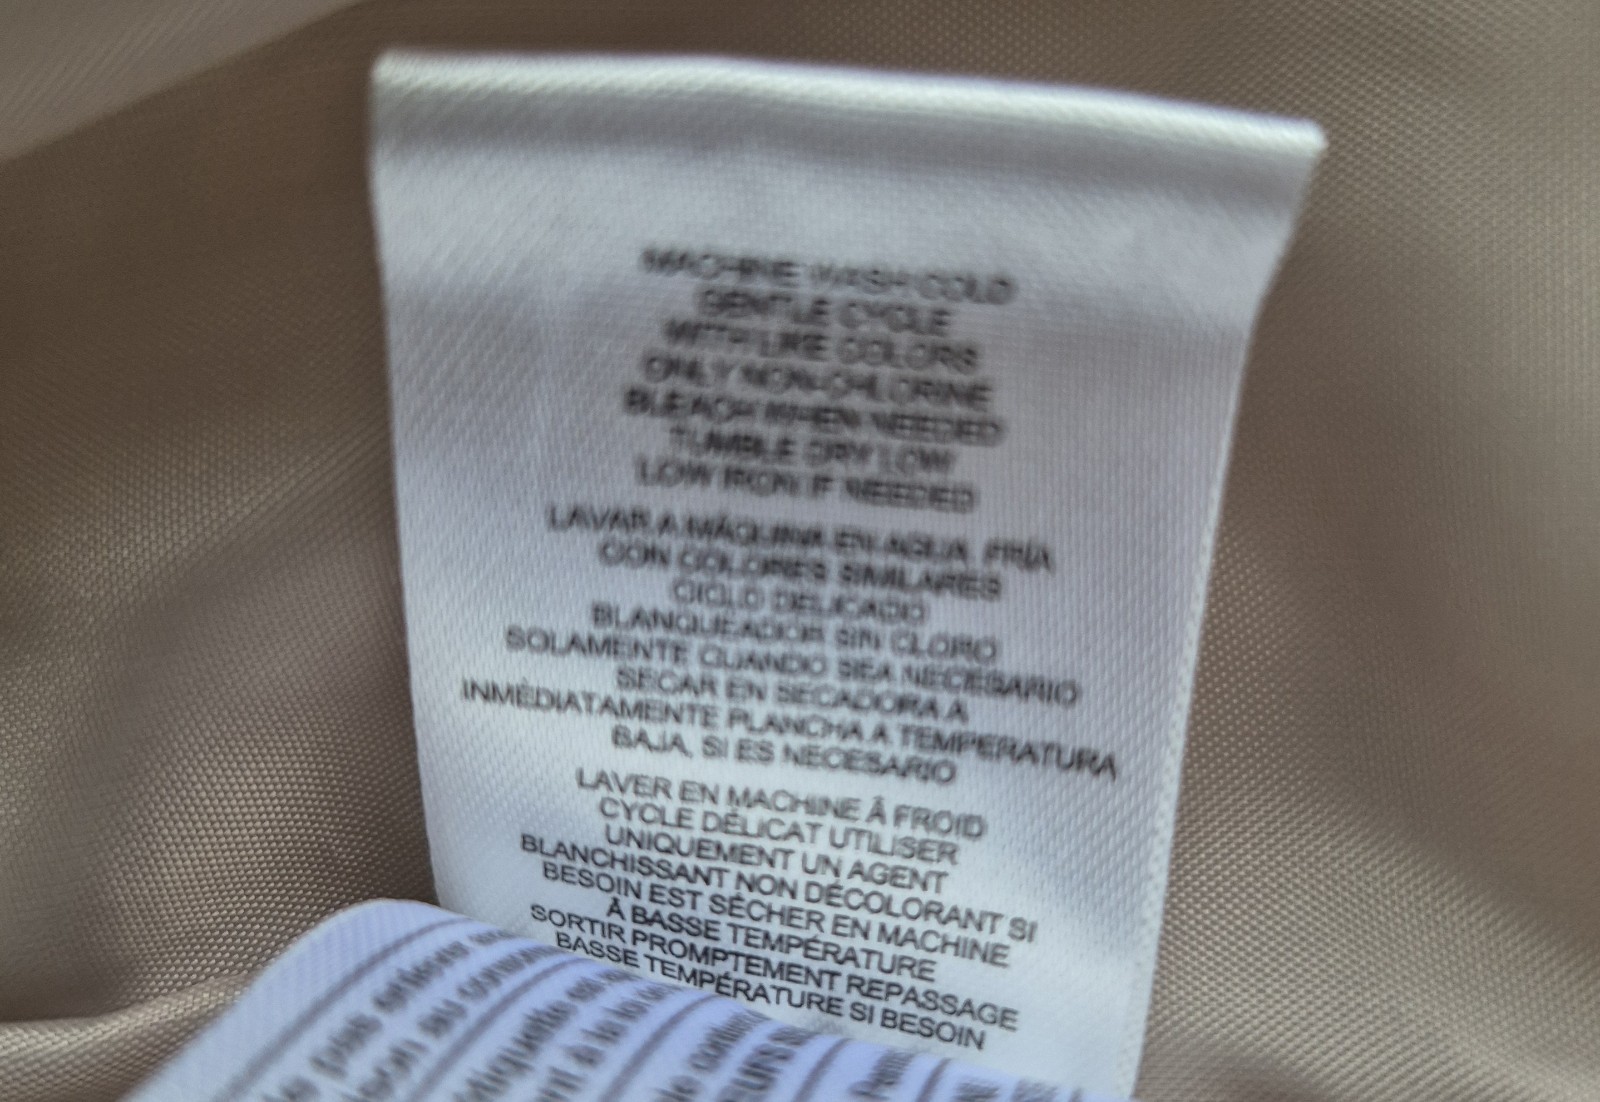 MACHINE WASH COLD
GENTLE CYCLE
WITH LIKE COLORS
ONLY NON-CHLORINE
BLEACH WHEN NEEDED
TUMBLE DRY LOW
LOW IRON IF NEEDED
LAVAR A MÁQUINA EN AGUA FRÍA
CON COLORES SIMILARES
CICLO DELICADO
BLANQUEADOR SIN CLORO
SOLAMENTE CUANDO SEA NECESARIO
SECAR EN SECADORA A
INMEDIATAMENTE PLANCHA A TEMPERATURA
BAJA, SI ES NECESARIO
LAVER EN MACHINE Â FROID
CYCLE DÉLICAT UTILISER
UNIQUEMENT UN AGENT
BLANCHISSANT NON DÉCOLORANT SI
BESOIN EST SÉCHER EN MACHINE
Â BASSE TEMPÉRATURE
SORTIR PROMPTEMENT REPASSAGE
BASSE TEMPÉRATURE SI BESOIN
pas enlever
au